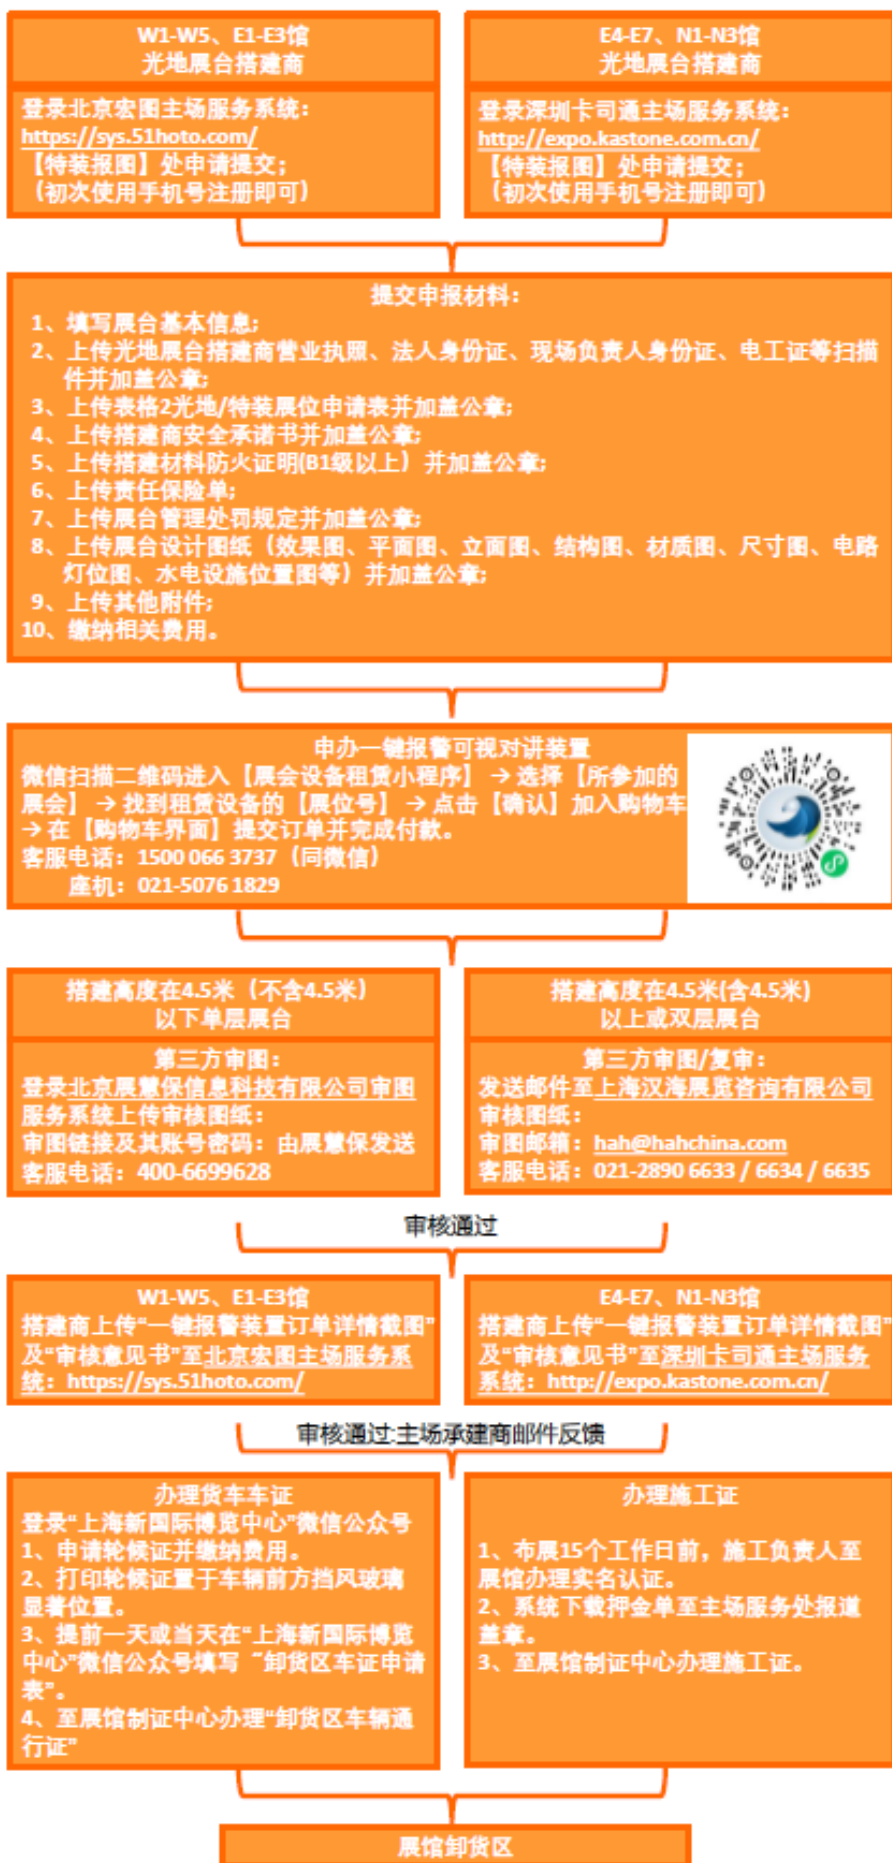 W1-W5、E1-E3馆
光地展台搭建商
登录北京宏图主场服务系统：
https://sys.51hoto.com/
【特装报图】处申请提交；
（初次使用手机号注册即可）
E4-E7、N1-N3馆
光地展台搭建商
登录深圳卡司通主场服务系统：
http://expo.kastone.com.cn/
【特装报图】处申请提交；
（初次使用手机号注册即可）
提交申报材料：
1、填写展台基本信息;
2、上传光地展台搭建商营业执照、法人身份证、现场负责人身份证、电工证等扫描
件并加盖公章;
3、上传表格2光地/特装展位申请表并加盖公章;
4、上传搭建商安全承诺书并加盖公章;
5、上传搭建材料防火证明(B1级以上）并加盖公章;
6、上传责任保险单;
7、上传展台管理处罚规定并加盖公章;
8、上传展台设计图纸（效果图、平面图、立面图、结构图、材质图、尺寸图、电路
灯位图、水电设施位置图等）并加盖公章;
9、上传其他附件;
10、缴纳相关费用。
申办一键报警可视对讲装置
微信扫描二维码进入【展会设备租赁小程序】→选择【所参加的
展会】→找到租赁设备的【展位号】→点击【确认】加入购物车
→在【购物车界面】提交订单并完成付款。
客服电话：1500 066 3737（同微信）
座机：021-5076 1829
搭建高度在4.5米（不含4.5米）
以下单层展台
第三方审图：
登录北京展慧保信息科技有限公司审图
服务系统上传审核图纸：
审图链接及其账号密码：由展慧保发送
客服电话：400-6699628
搭建高度在4.5米(含4.5米)
以上或双层展台
第三方审图/复审：
发送邮件至上海汉海展览咨询有限公司
审核图纸：
审图邮箱：hah@hahchina.com
客服电话：021-2890 6633 / 6634 / 6635
审核通过
W1-W5、E1-E3馆
搭建商上传“一键报警装置订单详情截图”
及“审核意见书”至北京宏图主场服务系
统：https://sys.51hoto.com/
E4-E7、N1-N3馆
搭建商上传“一键报警装置订单详情截图”
及“审核意见书”至深圳卡司通主场服务
系统：http://expo.kastone.com.cn/
审核通过:主场承建商邮件反馈
办理货车车证
登录“上海新国际博览中心”微信公众号
1、申请轮候证并缴纳费用。
2、打印轮候证置于车辆前方挡风玻璃
显著位置。
3、提前一天或当天在“上海新国际博览
中心”微信公众号填写“卸货区车证申请
表”。
4、至展馆制证中心办理“卸货区车辆通
行证”
办理施工证
1、布展15个工作日前，施工负责人至
展馆办理实名认证。
2、系统下载押金单至主场服务处报道
盖章。
3、至展馆制证中心办理施工证。
展馆卸货区